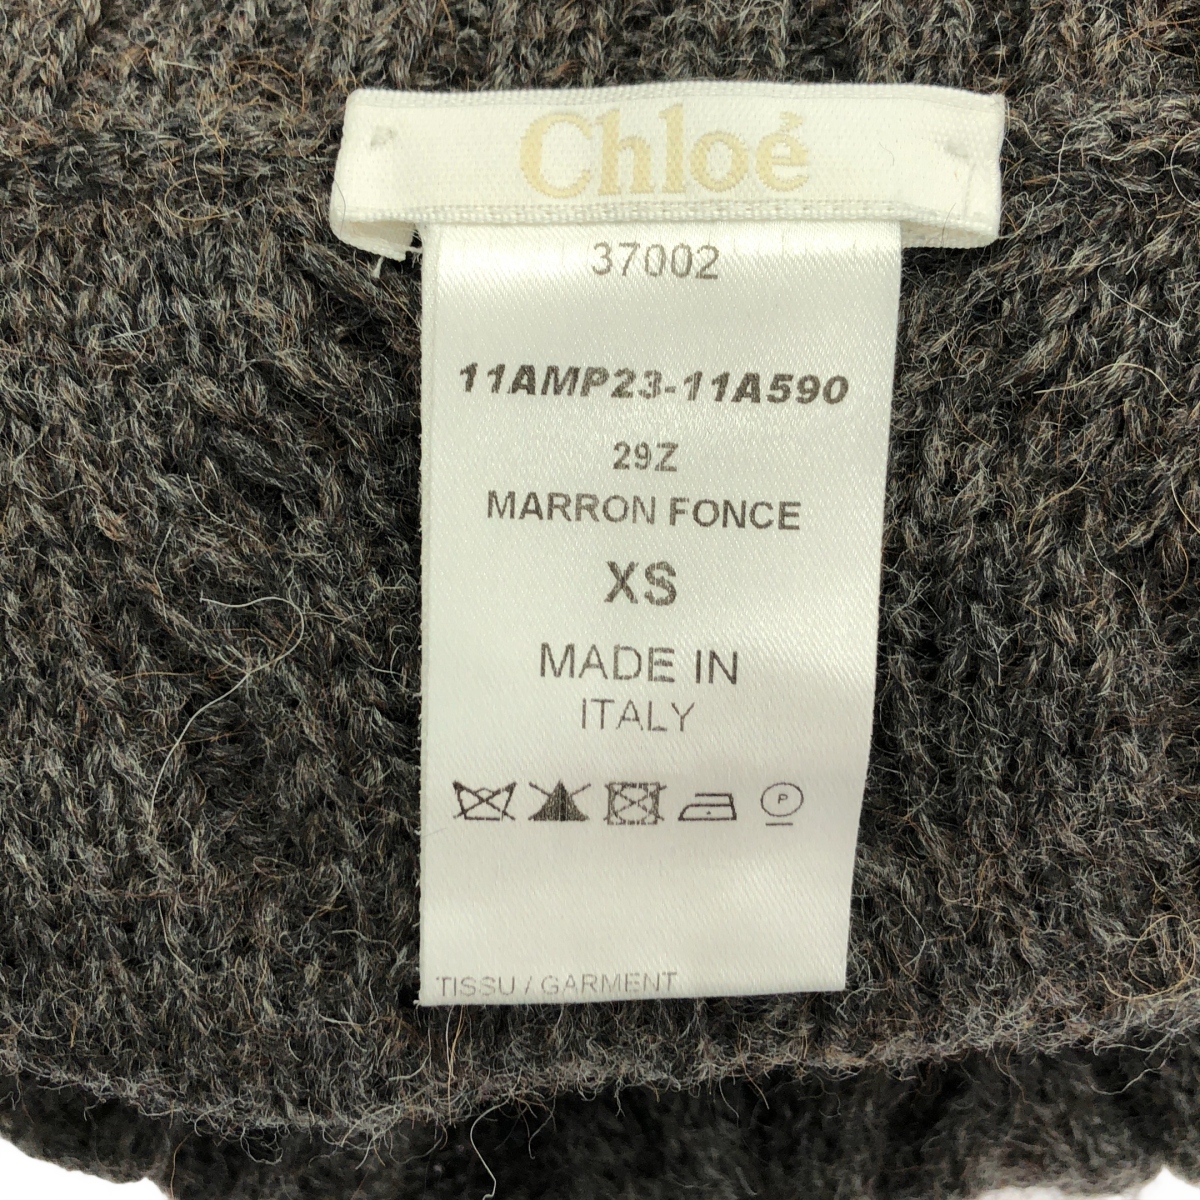 Chloé
37002
11AMP23-11A590
29Z
MARRON FONCE
XS
MADE IN
ITALY
P
TISSU / GARMENT